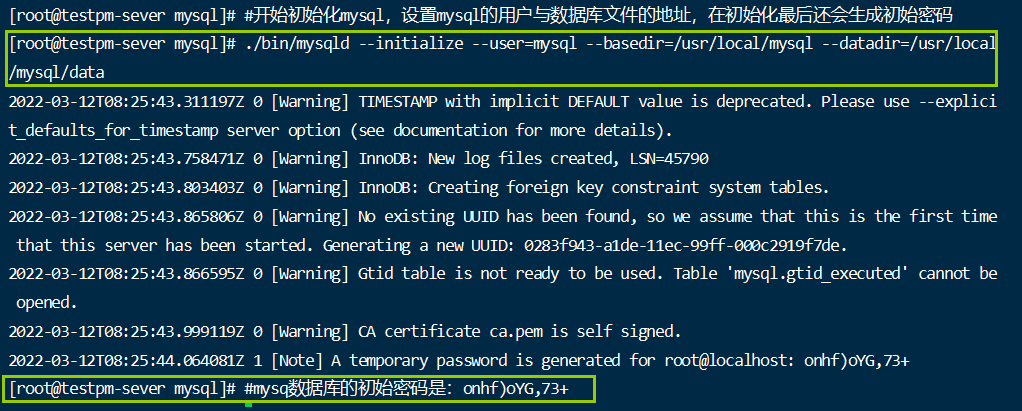 [root@testpm-sever mysql]# #开始初始化mysql，设置mysql的用户与数据库文件的地址，在初始化最后还会生成初始密码
[root@testpm-sever mysql]# ./bin/mysqld --initialize --user=mysql --basedir=/usr/local/mysql --datadir=/usr/local
/mysql/data
2022-03-12T08:25:43.311197Z 0 [Warning] TIMESTAMP with implicit DEFAULT value is deprecated. Please use --explici
t_defaults_for_timestamp server option (see documentation for more details).
2022-03-12T08:25:43.758471Z 0 [Warning] InnoDB: New log files created, LSN=45790
2022-03-12T08:25:43.803403Z 0 [Warning] InnoDB: Creating foreign key constraint system tables.
2022-03-12T08:25:43.865806Z 0 [Warning] No existing UUID has been found, so we assume that this is the first time
 that this server has been started. Generating a new UUID: 0283f943-a1de-11ec-99ff-000c2919f7de.
2022-03-12T08:25:43.866595Z 0 [Warning] Gtid table is not ready to be used. Table 'mysql.gtid_executed' cannot be
 opened.
2022-03-12T08:25:43.999119Z 0 [Warning] CA certificate ca.pem is self signed.
2022-03-12T08:25:44.064081Z 1 [Note] A temporary password is generated for root@localhost: onhf)oYG,73+
[root@testpm-sever mysql]# #mysq数据库的初始密码是：onhf)oYG,73+